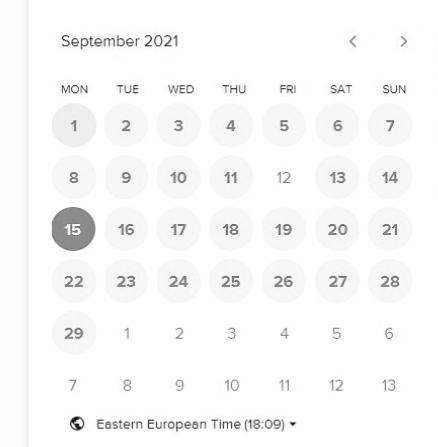 September 2021 < >
MON TUE WED THU FRI SAT SUN
1 2 3 4 5 6 7
8 9 10 11 12 13 14
15 16 17 18 19 20 21
22 23 24 25 26 27 28
29 1 2 3 4 5 6
7 8 9 10 11 12 13
Eastern European Time (18:09)